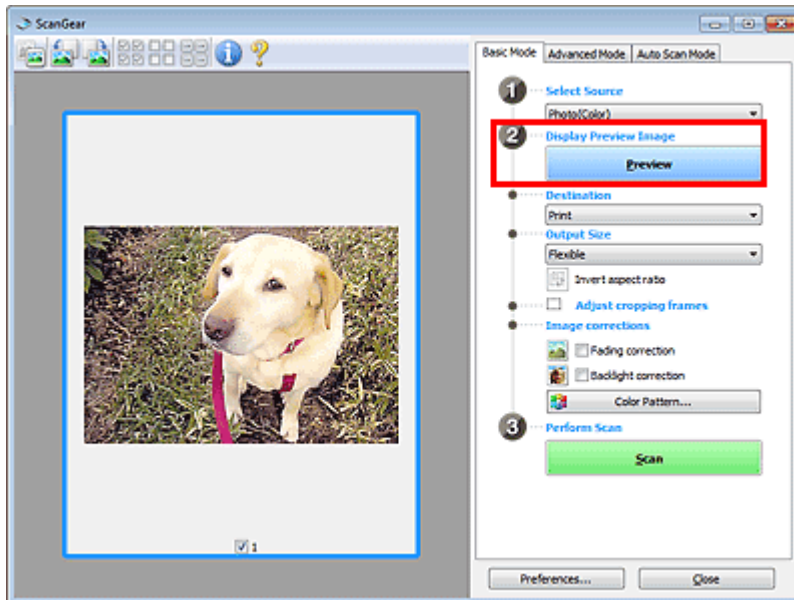 ScanGear
Basic Mode
Advanced Mode
Auto Scan Mode
1
Select Source
Photo(Color)
2
Display Preview Image
Preview
Destination
Print
Output Size
Flexible
Invert aspect ratio
Adjust cropping frames
Image corrections
Fading correction
Backlight correction
Color Pattern...
3
Perform Scan
Scan
1
Preferences...
Close